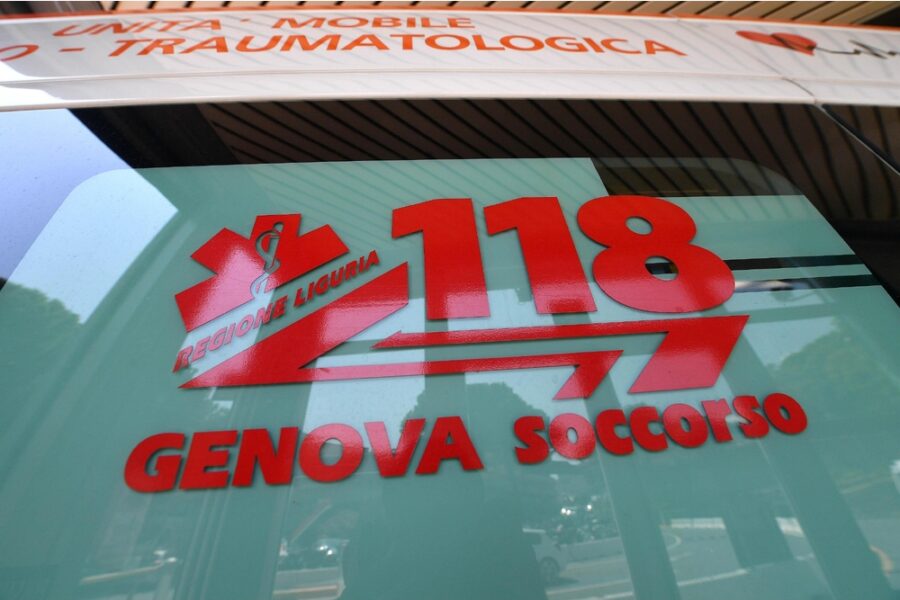 UNITA' MOBILE
O - TRAUMATOLOGICA
118
REGIONE LIGURIA
GENOVA SOCCORSO